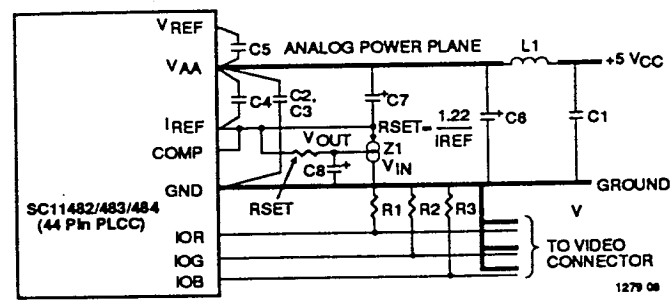 VREF
C5
ANALOG POWER PLANE
L1
+5 VCC
VAA
C4
C2,
C3
+C7
+C6
C1
IREF
RSET= 1.22
IREF
COMP
VOUT
Z1
VIN
C8 +
GND
GROUND
SC11482/483/484
(44 Pin PLCC)
RSET
R1
R2
R3
V
IOR
IOG
IOB
TO VIDEO
CONNECTOR
1279 08